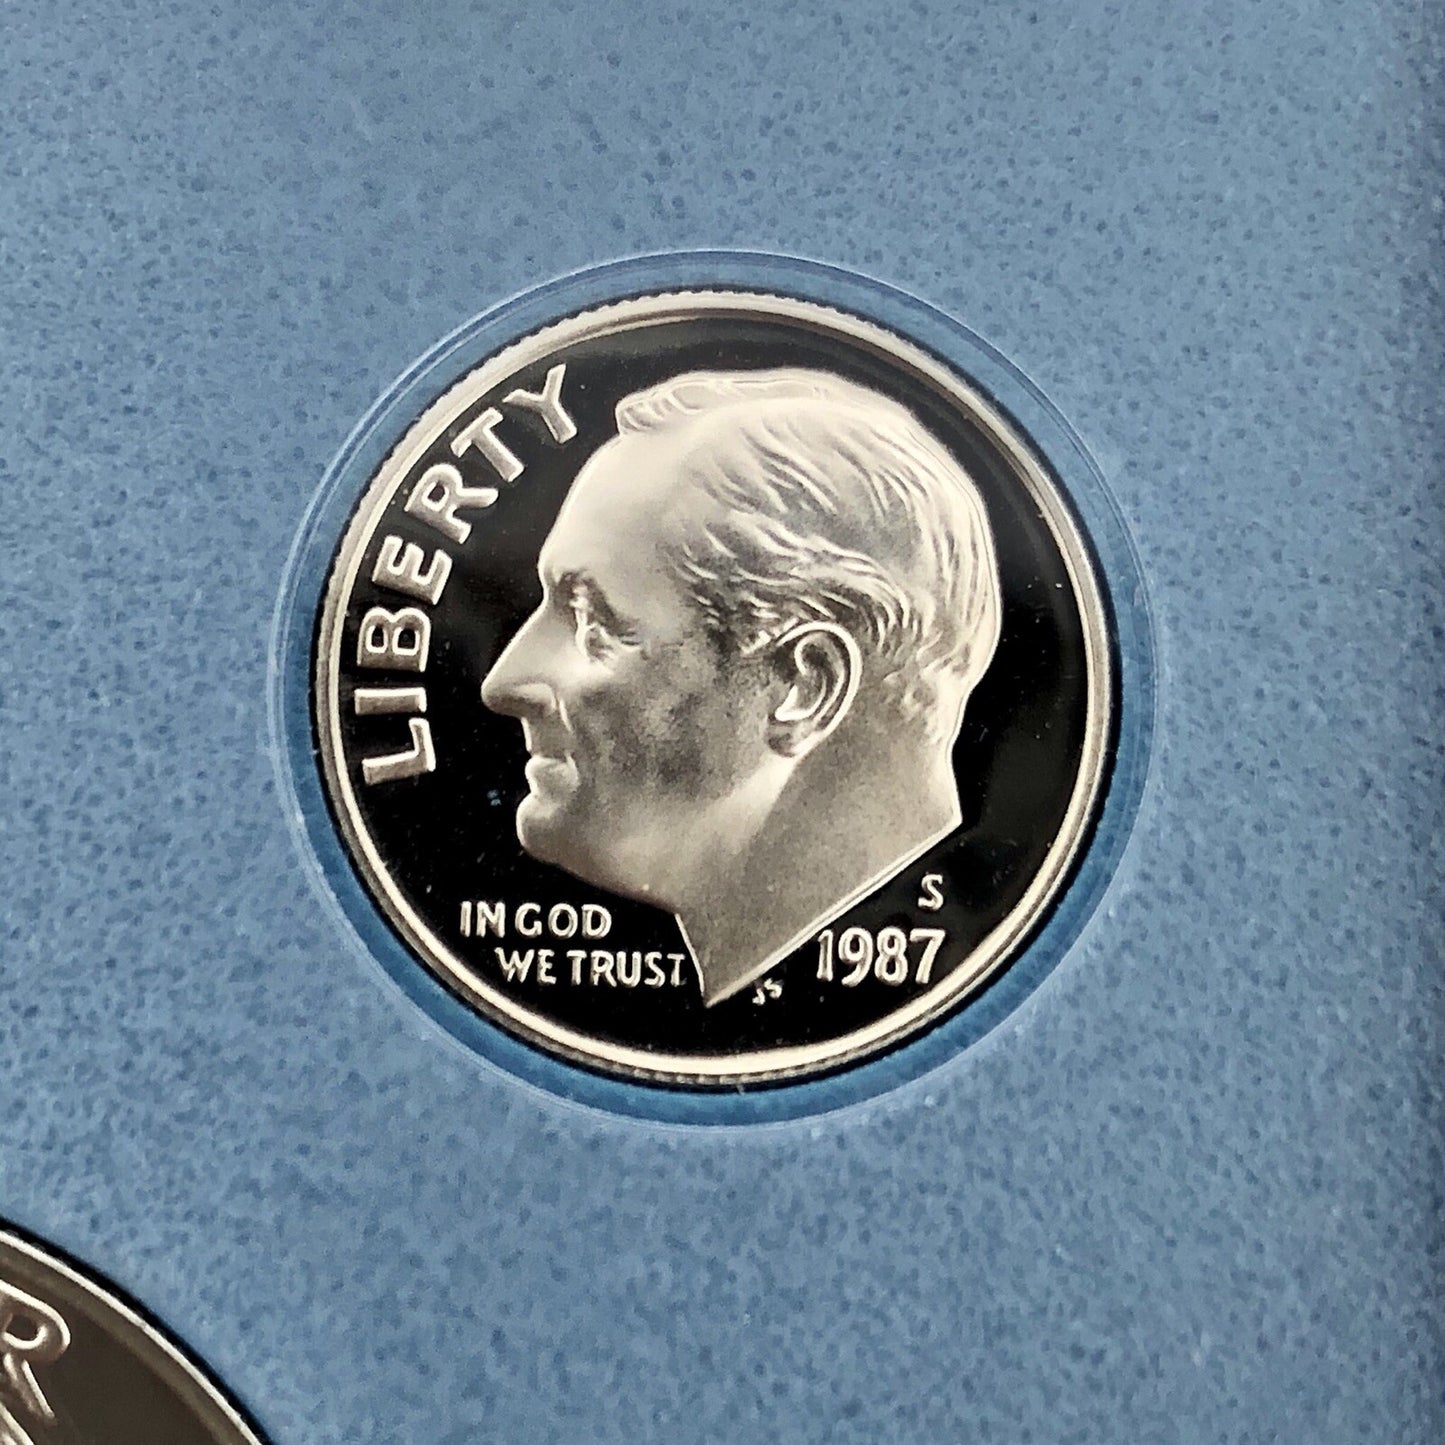 LIBERTY
IN GOD
WE TRUST
JS
S
1987
R